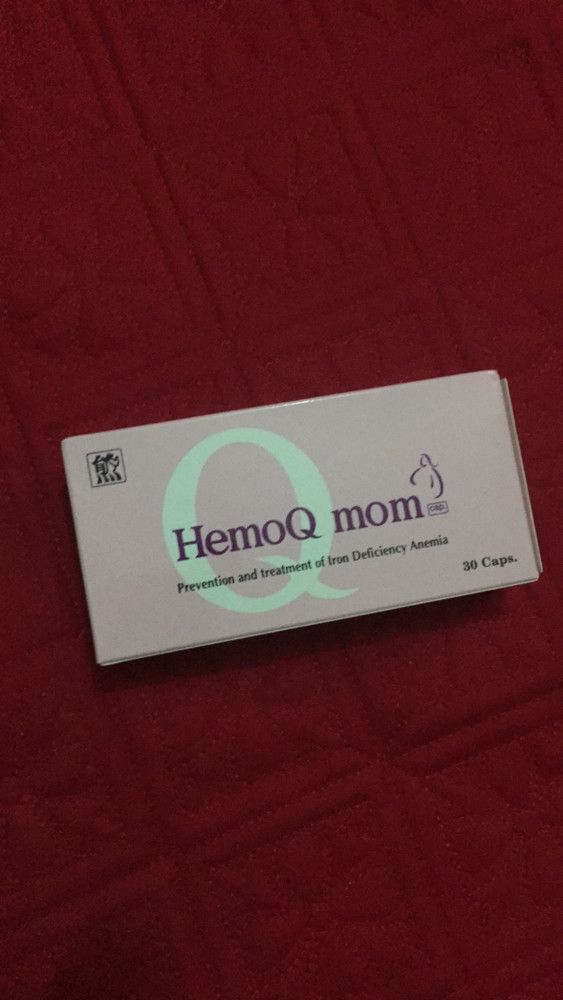 HemoQ mom
cap.
Prevention and treatment of Iron Deficiency Anemia
30 Caps.